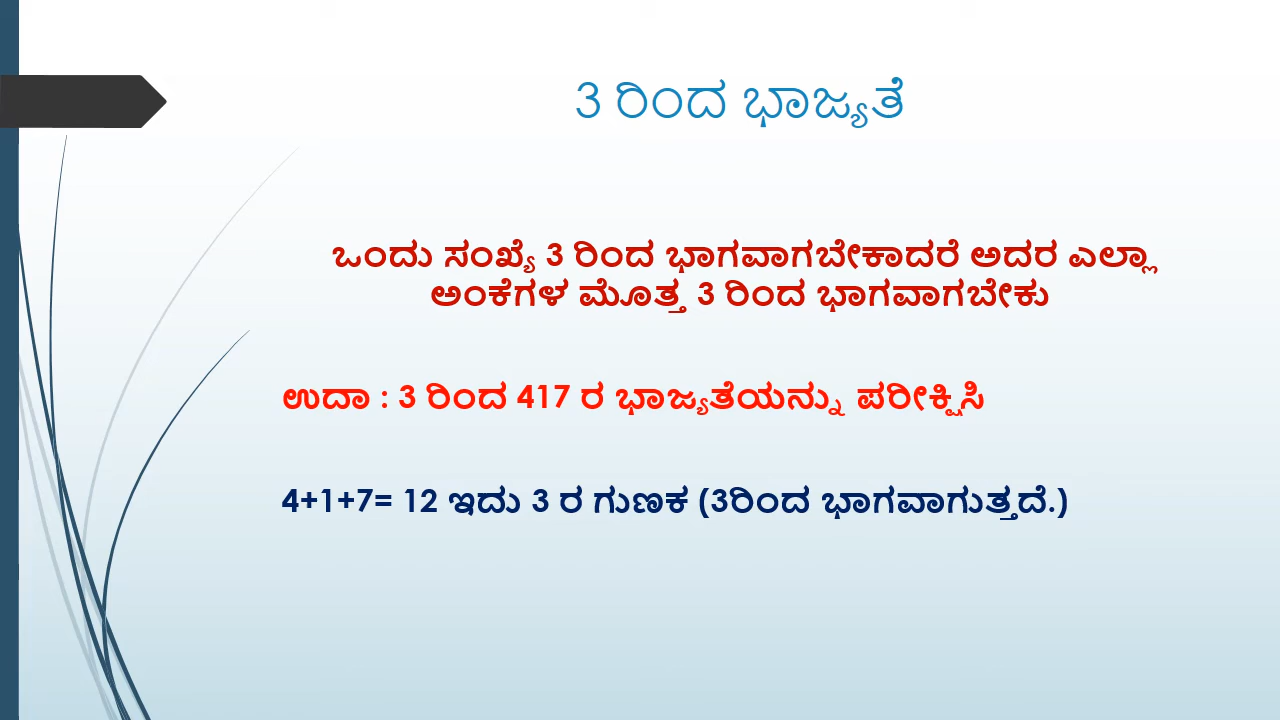 3 ರಿಂದ ಭಾಜ್ಯತೆ
ಒಂದು ಸಂಖ್ಯೆ 3 ರಿಂದ ಭಾಗವಾಗಬೇಕಾದರೆ ಅದರ ಎಲ್ಲಾ
ಅಂಕೆಗಳ ಮೊತ್ತ 3 ರಿಂದ ಭಾಗವಾಗಬೇಕು
ಉದಾ : 3 ರಿಂದ 417 ರ ಭಾಜ್ಯತೆಯನ್ನು ಪರೀಕ್ಷಿಸಿ
4+1+7= 12 ಇದು 3 ರ ಗುಣಕ (3ರಿಂದ ಭಾಗವಾಗುತ್ತದೆ.)